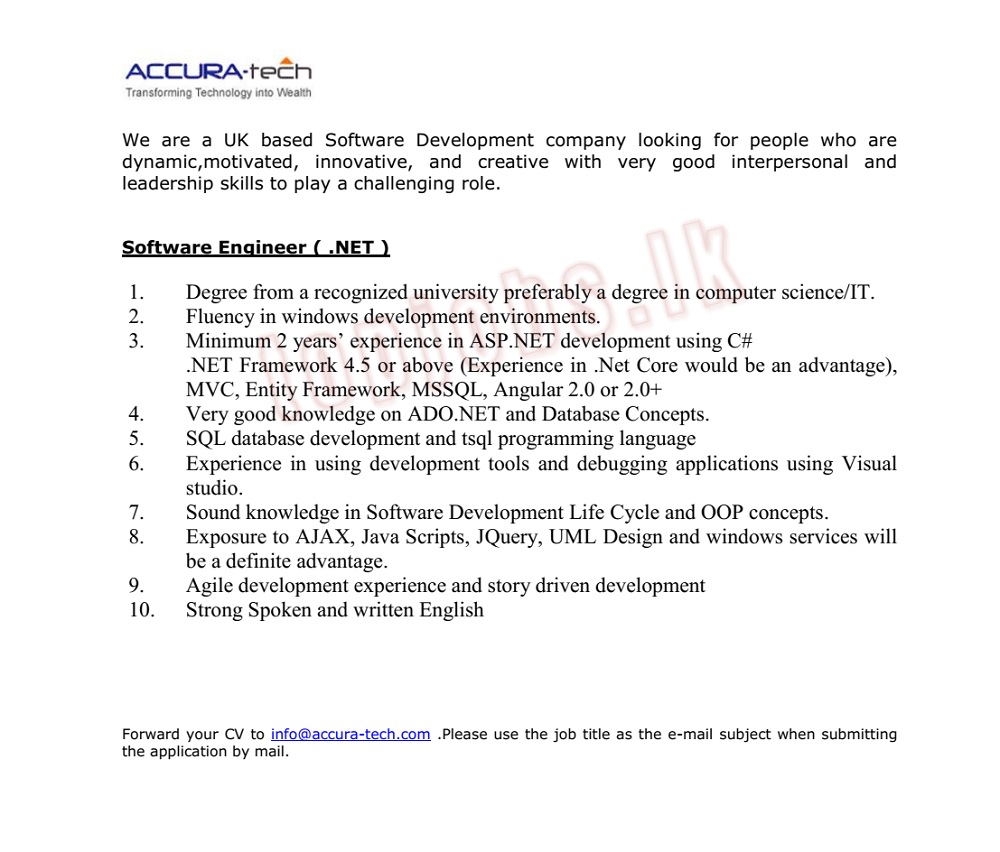 ACCURA-tech
Transforming Technology into Wealth
We are a UK based Software Development company looking for people who are
dynamic,motivated, innovative, and creative with very good interpersonal and
leadership skills to play a challenging role.
Software Engineer ( .NET )
topjobs.lk
1. Degree from a recognized university preferably a degree in computer science/IT.
2. Fluency in windows development environments.
3. Minimum 2 years’ experience in ASP.NET development using C#
.NET Framework 4.5 or above (Experience in .Net Core would be an advantage),
MVC, Entity Framework, MSSQL, Angular 2.0 or 2.0+
4. Very good knowledge on ADO.NET and Database Concepts.
5. SQL database development and tsql programming language
6. Experience in using development tools and debugging applications using Visual
studio.
7. Sound knowledge in Software Development Life Cycle and OOP concepts.
8. Exposure to AJAX, Java Scripts, JQuery, UML Design and windows services will
be a definite advantage.
9. Agile development experience and story driven development
10. Strong Spoken and written English
Forward your CV to info@accura-tech.com .Please use the job title as the e-mail subject when submitting
the application by mail.